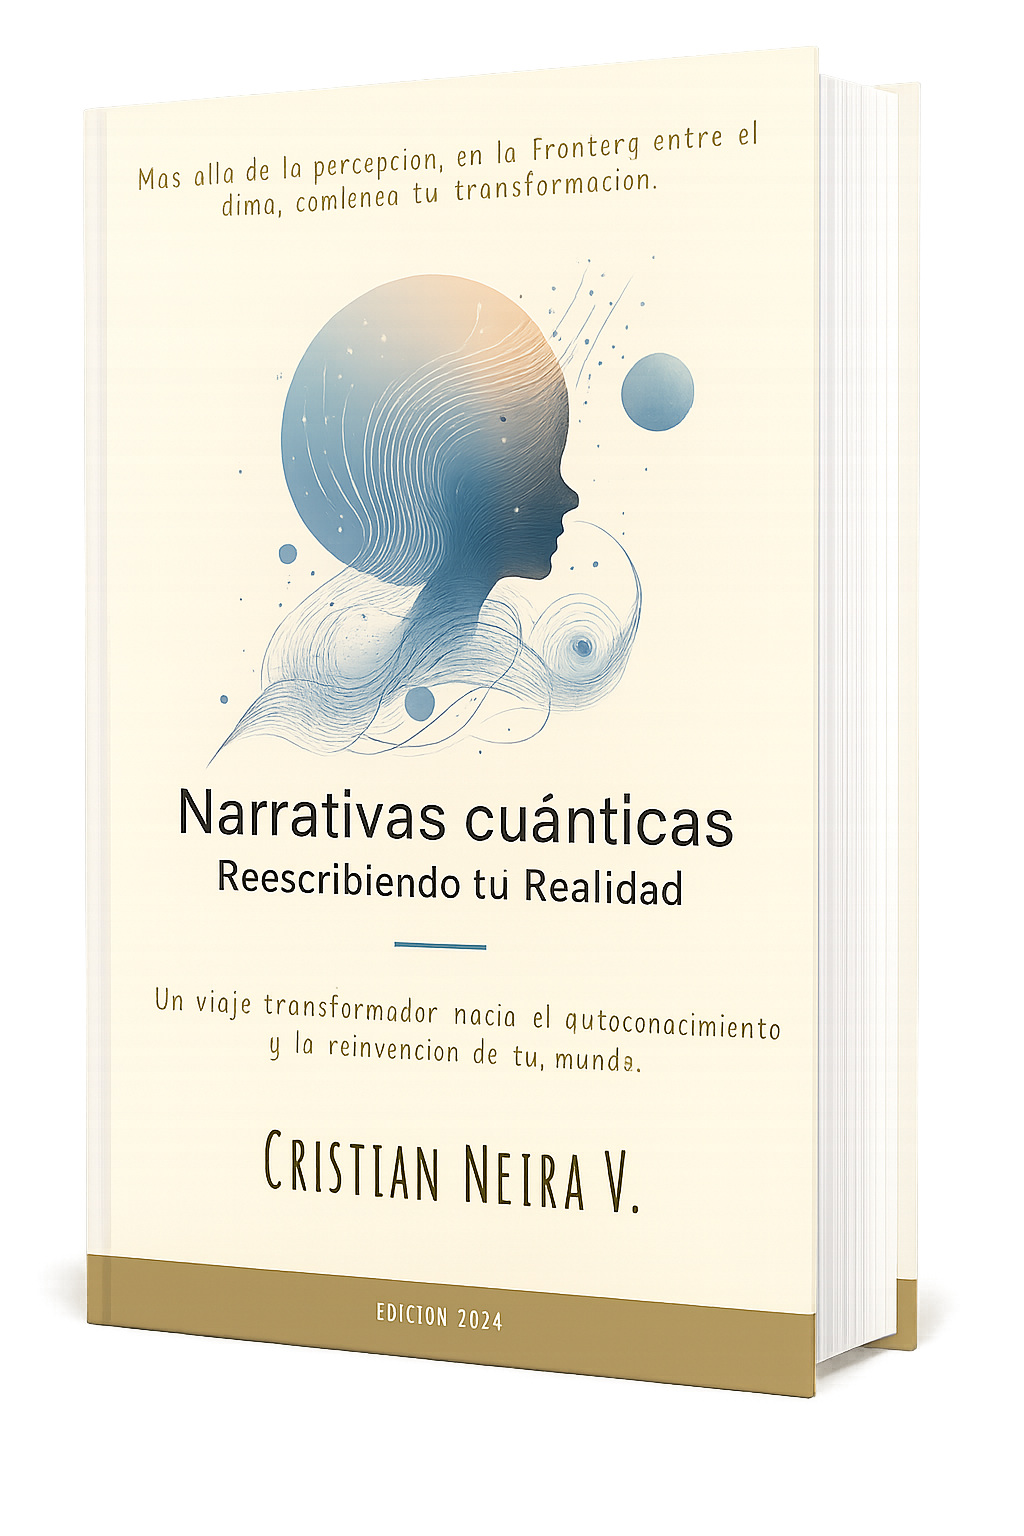 Mas alla de la percepcion, en la Fronterg entre el
dima, comlenea tu transformacion.
Narrativas cuánticas
Reescribiendo tu Realidad
Un viaje transformador nacia el qutoconacimiento
y la reinvencion de tu, munda.
CRISTIAN NEIRA V.
EDICION 2024